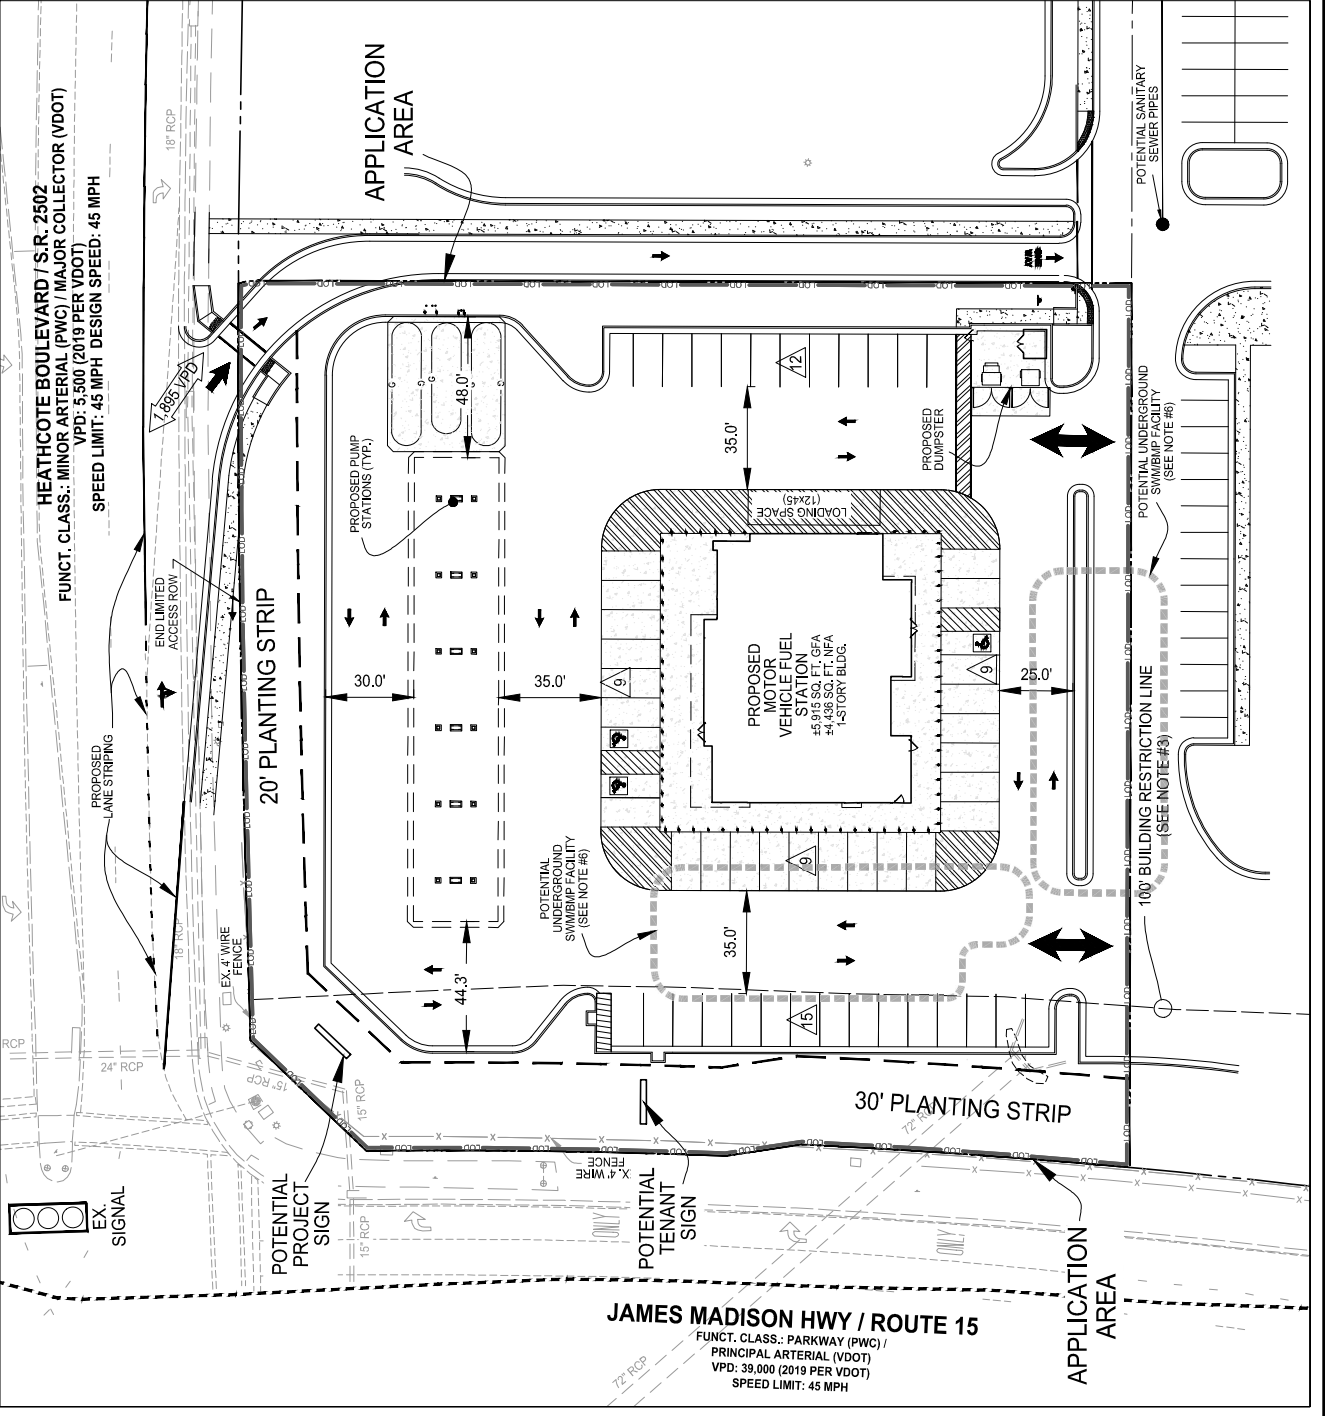 HEATHCOTE BOULEVARD / S.R. 2502
FUNCT. CLASS.: MINOR ARTERIAL (PWC) / MAJOR COLLECTOR (VDOT)
VPD: 5,500 (2019 PER VDOT)
SPEED LIMIT: 45 MPH DESIGN SPEED: 45 MPH
18" RCP
APPLICATION
AREA
POTENTIAL SANITARY
SEWER PIPES
1,895 VPD
END LIMITED
ACCESS ROW
20' PLANTING STRIP
PROPOSED
LANE STRIPING
PROPOSED PUMP
STATIONS (TYP.)
48.0'
G
G
G
G
G
G
12
35.0'
PROPOSED
DUMPSTER
POTENTIAL UNDERGROUND
SWM/BMP FACILITY
(SEE NOTE #6)
LOADING SPACE
(12x45)
30.0'
35.0'
9
PROPOSED
MOTOR
VEHICLE FUEL
STATION
±5,915 SQ. FT. GFA
±4,436 SQ. FT. NFA
1-STORY BLDG.
9
25.0'
100' BUILDING RESTRICTION LINE
(SEE NOTE #3)
9
POTENTIAL
UNDERGROUND
SWM/BMP FACILITY
(SEE NOTE #6)
35.0'
44.3'
15
18" RCP
EX. 4' WIRE
FENCE
RCP
24" RCP
15" RCP
15" RCP
15" RCP
30' PLANTING STRIP
72" RCP
X. 4' WIRE
FENCE
EX.
SIGNAL
POTENTIAL
PROJECT
SIGN
POTENTIAL
TENANT
SIGN
ONLY
ONLY
APPLICATION
AREA
JAMES MADISON HWY / ROUTE 15
FUNCT. CLASS.: PARKWAY (PWC) /
PRINCIPAL ARTERIAL (VDOT)
VPD: 39,000 (2019 PER VDOT)
SPEED LIMIT: 45 MPH
72" RCP
LOD